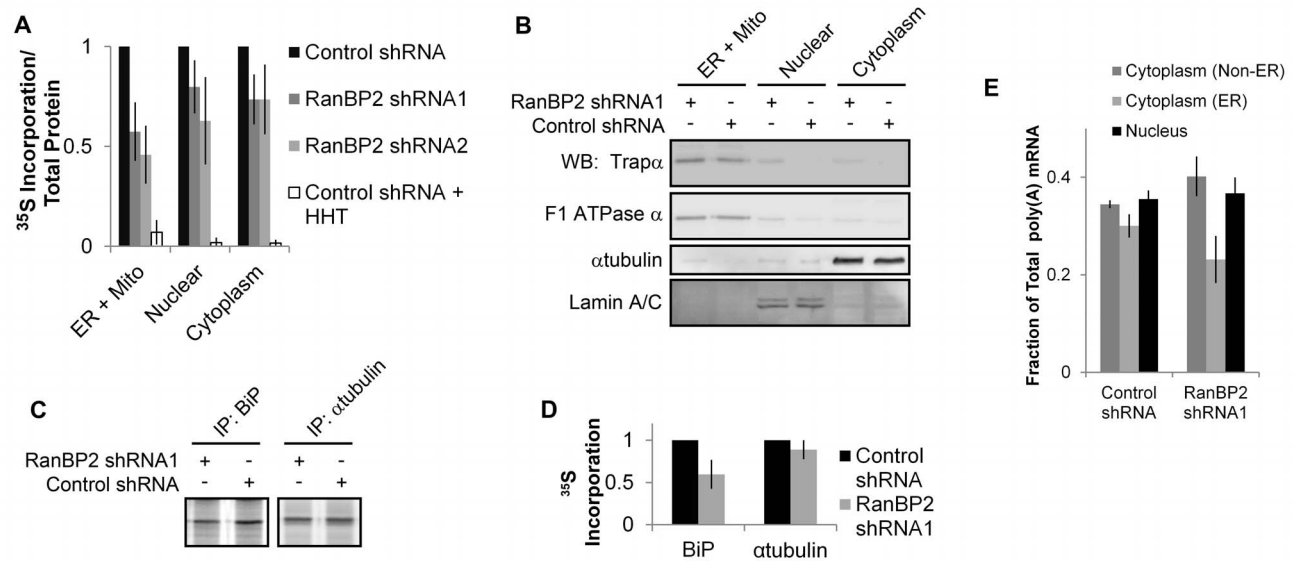 A
³⁵S Incorporation/
Total Protein
1
0.5
0
ER + Mito
Nuclear
Cytoplasm
Control shRNA
RanBP2 shRNA1
RanBP2 shRNA2
Control shRNA +
HHT
B
ER + Mito
Nuclear
Cytoplasm
RanBP2 shRNA1 + - + - + -
Control shRNA - + - + - +
WB: Trapα
F1 ATPase α
αtubulin
Lamin A/C
C
IP: BiP
IP: αtubulin
RanBP2 shRNA1 + - + -
Control shRNA - + - +
D
³⁵S
Incorporation
1
0.5
0
BiP αtubulin
Control
shRNA
RanBP2
shRNA1
E
Cytoplasm (Non-ER)
Cytoplasm (ER)
Nucleus
Fraction of Total poly(A) mRNA
0.4
0.2
0
Control
shRNA
RanBP2
shRNA1